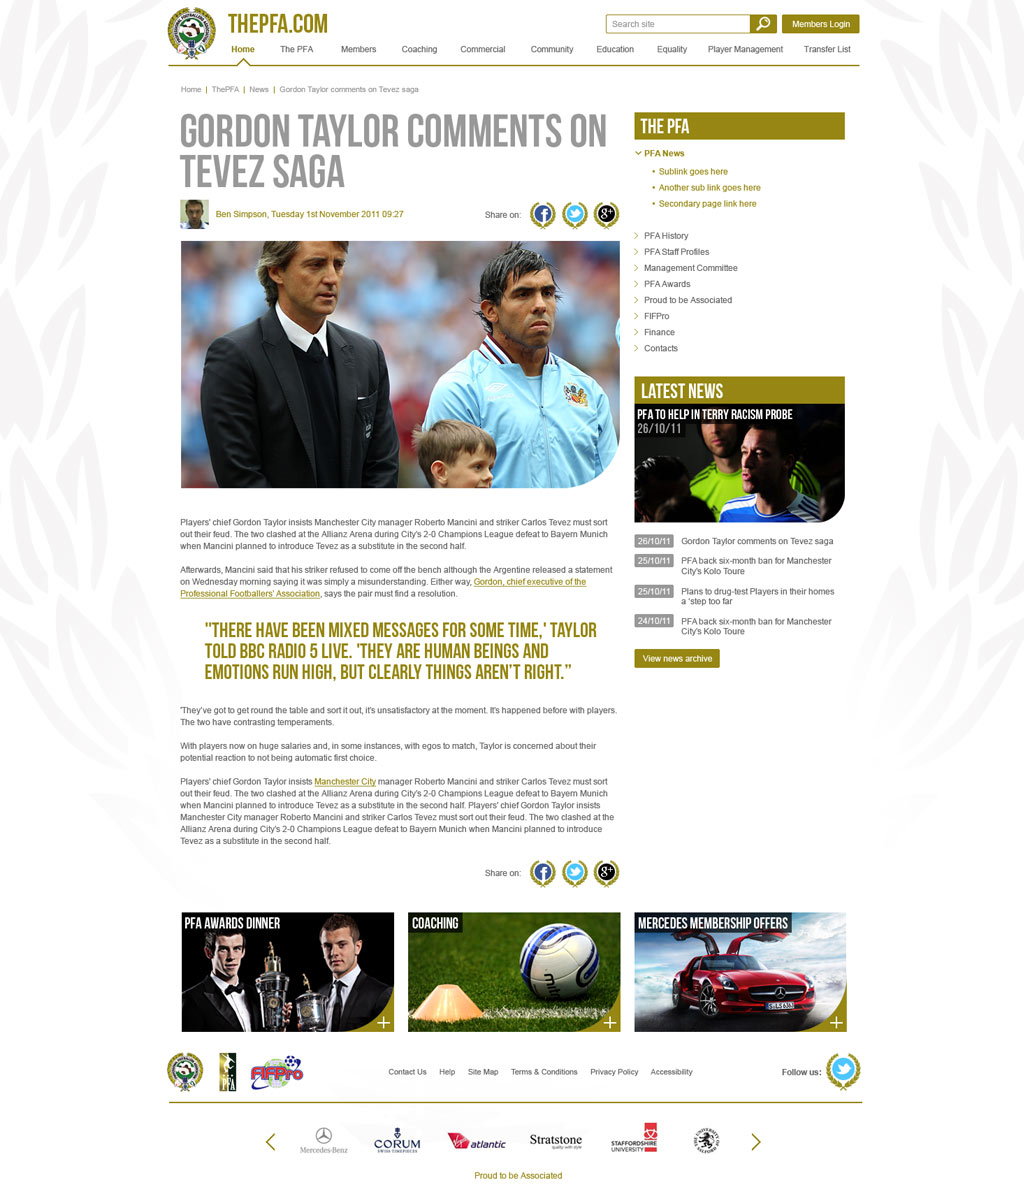 THEPFA.COM
Search site
Members Login
Home The PFA Members Coaching Commercial Community Education Equality Player Management Transfer List
Home | ThePFA | News | Gordon Taylor comments on Tevez saga
GORDON TAYLOR COMMENTS ON
TEVEZ SAGA
Ben Simpson, Tuesday 1st November 2011 09:27
Share on:
Players' chief Gordon Taylor insists Manchester City manager Roberto Mancini and striker Carlos Tevez must sort
out their feud. The two clashed at the Allianz Arena during City's 2-0 Champions League defeat to Bayern Munich
when Mancini planned to introduce Tevez as a substitute in the second half.
Afterwards, Mancini said that his striker refused to come off the bench although the Argentine released a statement
on Wednesday morning saying it was simply a misunderstanding. Either way, Gordon, chief executive of the
Professional Footballers' Association, says the pair must find a resolution.
"THERE HAVE BEEN MIXED MESSAGES FOR SOME TIME,' TAYLOR
TOLD BBC RADIO 5 LIVE. 'THEY ARE HUMAN BEINGS AND
EMOTIONS RUN HIGH, BUT CLEARLY THINGS AREN'T RIGHT."
'They've got to get round the table and sort it out, it's unsatisfactory at the moment. It's happened before with players.
The two have contrasting temperaments.
With players now on huge salaries and, in some instances, with egos to match, Taylor is concerned about their
potential reaction to not being automatic first choice.
Players' chief Gordon Taylor insists Manchester City manager Roberto Mancini and striker Carlos Tevez must sort
out their feud. The two clashed at the Allianz Arena during City's 2-0 Champions League defeat to Bayern Munich
when Mancini planned to introduce Tevez as a substitute in the second half. Players' chief Gordon Taylor insists
Manchester City manager Roberto Mancini and striker Carlos Tevez must sort out their feud. The two clashed at the
Allianz Arena during City's 2-0 Champions League defeat to Bayern Munich when Mancini planned to introduce
Tevez as a substitute in the second half.
Share on:
THE PFA
PFA News
• Sublink goes here
• Another sub link goes here
• Secondary page link here
PFA History
PFA Staff Profiles
Management Committee
PFA Awards
Proud to be Associated
FIFPro
Finance
Contacts
LATEST NEWS
PFA TO HELP IN TERRY RACISM PROBE
26/10/11
26/10/11 Gordon Taylor comments on Tevez saga
25/10/11 PFA back six-month ban for Manchester
City's Kolo Toure
25/10/11 Plans to drug-test Players in their homes
a 'step too far
24/10/11 PFA back six-month ban for Manchester
City's Kolo Toure
View news archive
PFA AWARDS DINNER
COACHING
mitre
MERCEDES MEMBERSHIP OFFERS
FIFPro
Contact Us Help Site Map Terms & Conditions Privacy Policy Accessibility
Follow us:
Mercedes-Benz
CORUM
SWISS TIMEPIECES
atlantic
Stratstone
quality with style
STAFFORDSHIRE
UNIVERSITY
Proud to be Associated